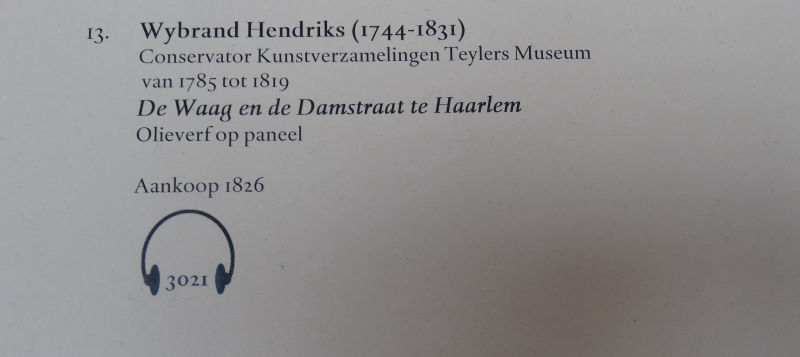 13. Wybrand Hendriks (1744-1831)
Conservator Kunstverzamelingen Teylers Museum
van 1785 tot 1819
De Waag en de Damstraat te Haarlem
Olieverf op paneel
Aankoop 1826
3021